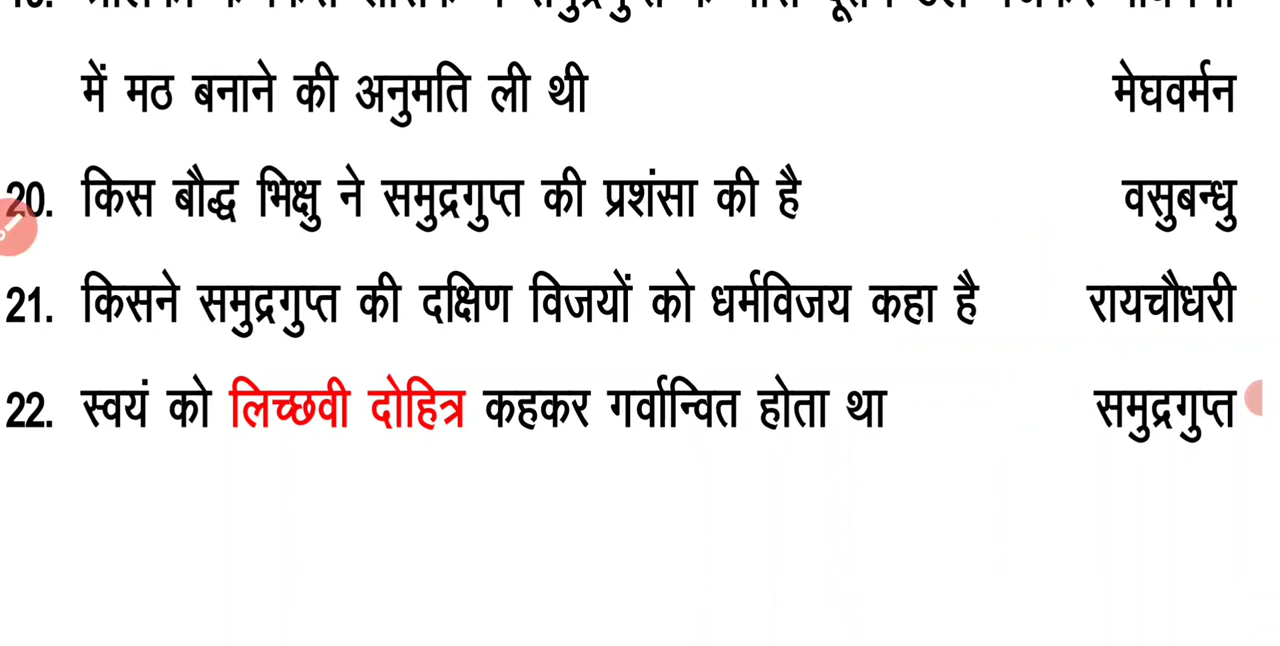 में मठ बनाने की अनुमति ली थी मेघवर्मन
20. किस बौद्ध भिक्षु ने समुद्रगुप्त की प्रशंसा की है वसुबन्धु
21. किसने समुद्रगुप्त की दक्षिण विजयों को धर्मविजय कहा है रायचौधरी
22. स्वयं को लिच्छवी दोहित्र कहकर गर्वान्वित होता था समुद्रगुप्त